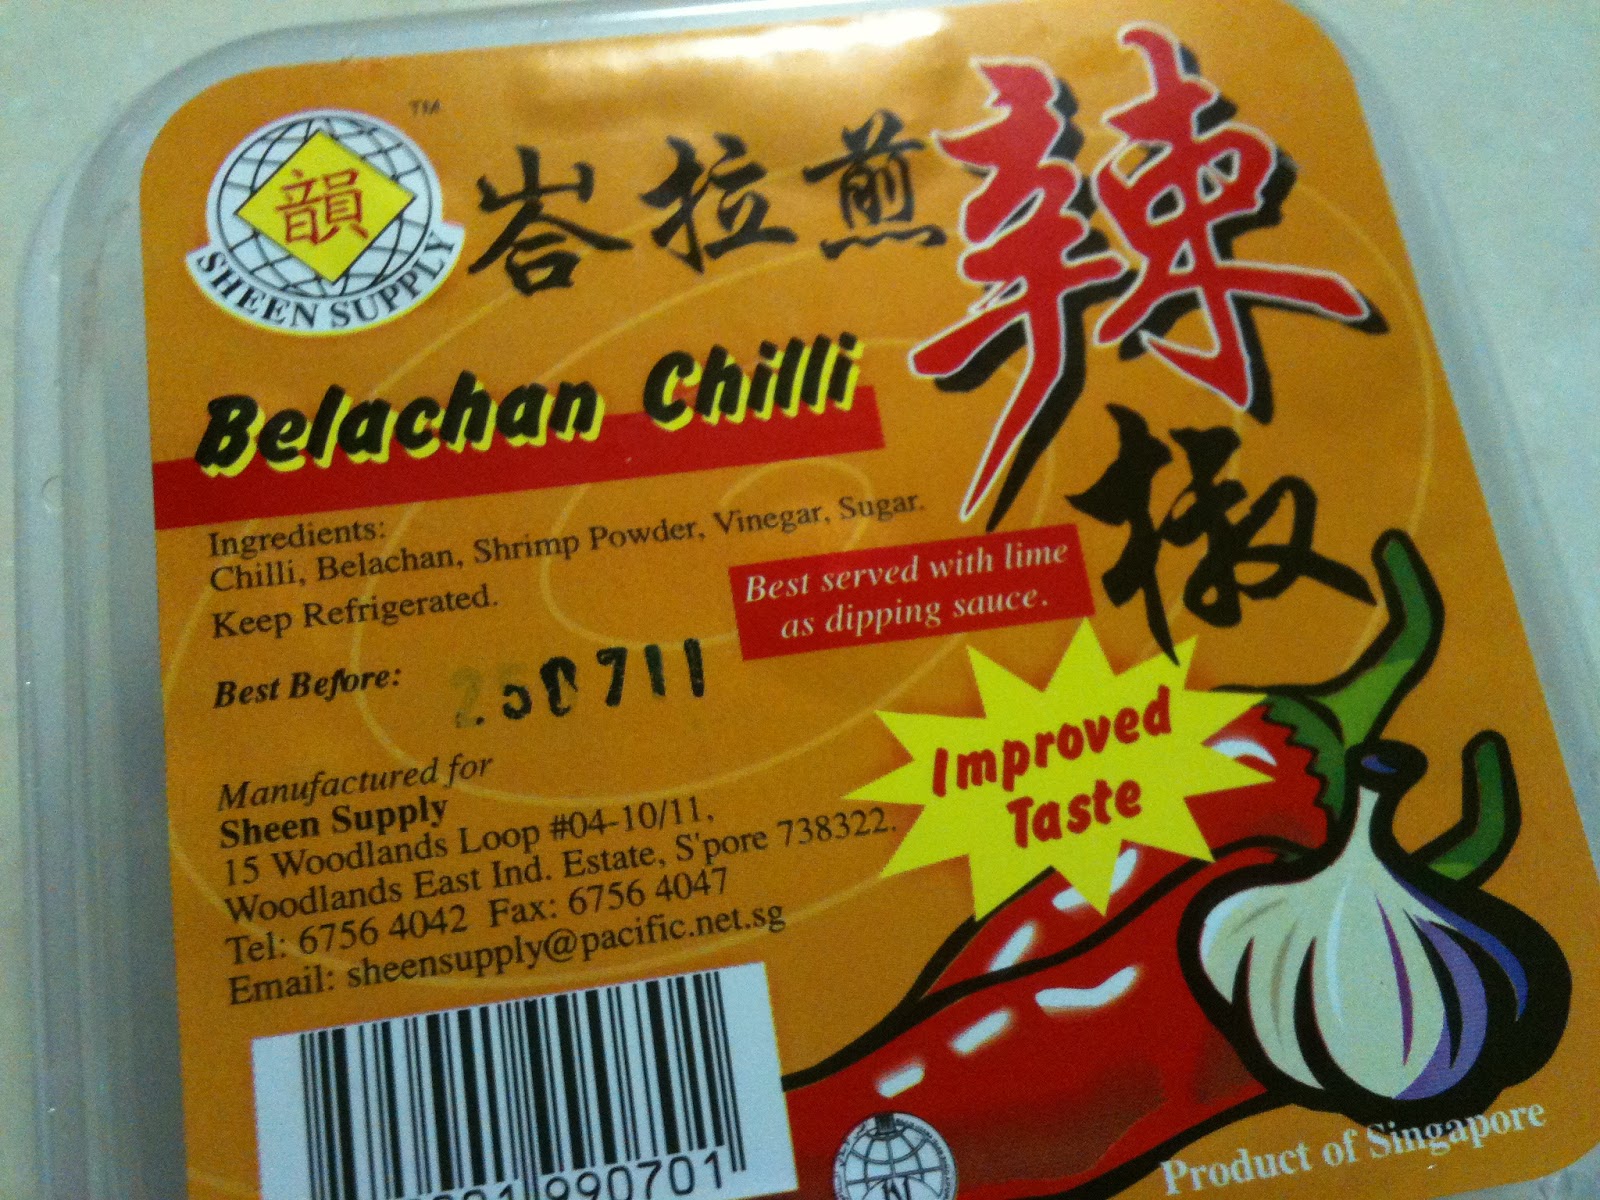 TM
韻
SHEEN SUPPLY
峇拉煎
辣
椒
Belachan Chilli
Ingredients:
Chilli, Belachan, Shrimp Powder, Vinegar, Sugar.
Keep Refrigerated.
Best served with lime
as dipping sauce.
Best Before: 250711
Improved
Taste
Manufactured for
Sheen Supply
15 Woodlands Loop #04-10/11,
Woodlands East Ind. Estate, S'pore 738322.
Tel: 6756 4042 Fax: 6756 4047
Email: sheensupply@pacific.net.sg
990701
Product of Singapore